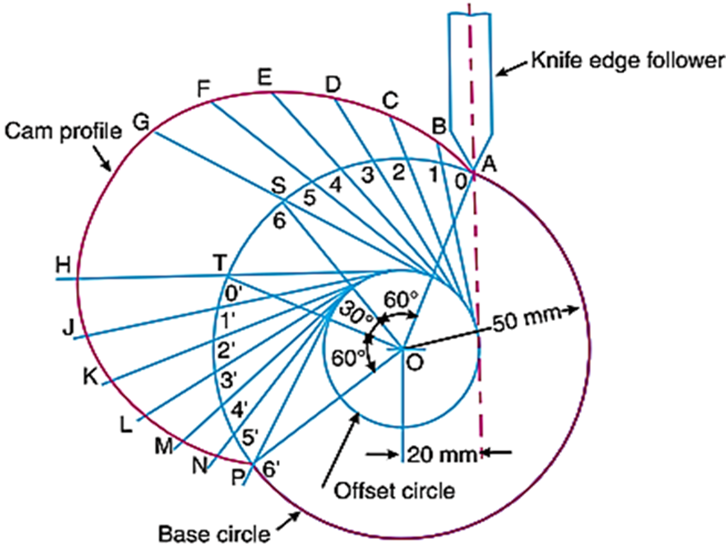 Knife edge follower
E
F
D
C
G
B
Cam profile
A
S
5
4
3
2
1
0
6
H
T
0'
60°
30°
50 mm
J
1'
2'
60°
O
K
3'
L
4'
M
5'
N
P
6'
20 mm
Offset circle
Base circle